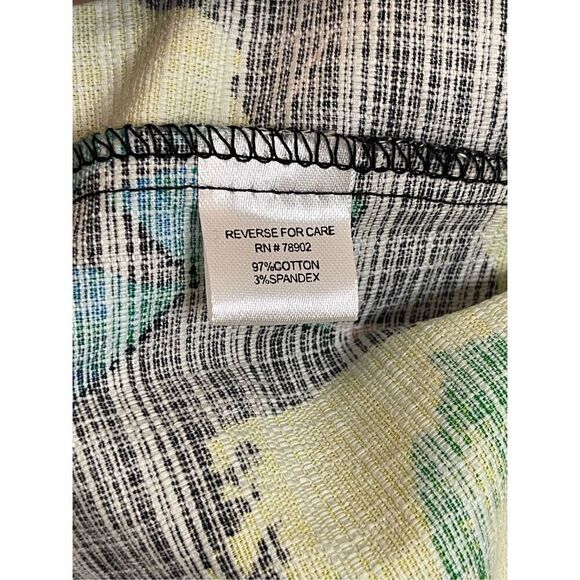 REVERSE FOR CARE
RN # 78902
97%COTTON
3%SPANDEX